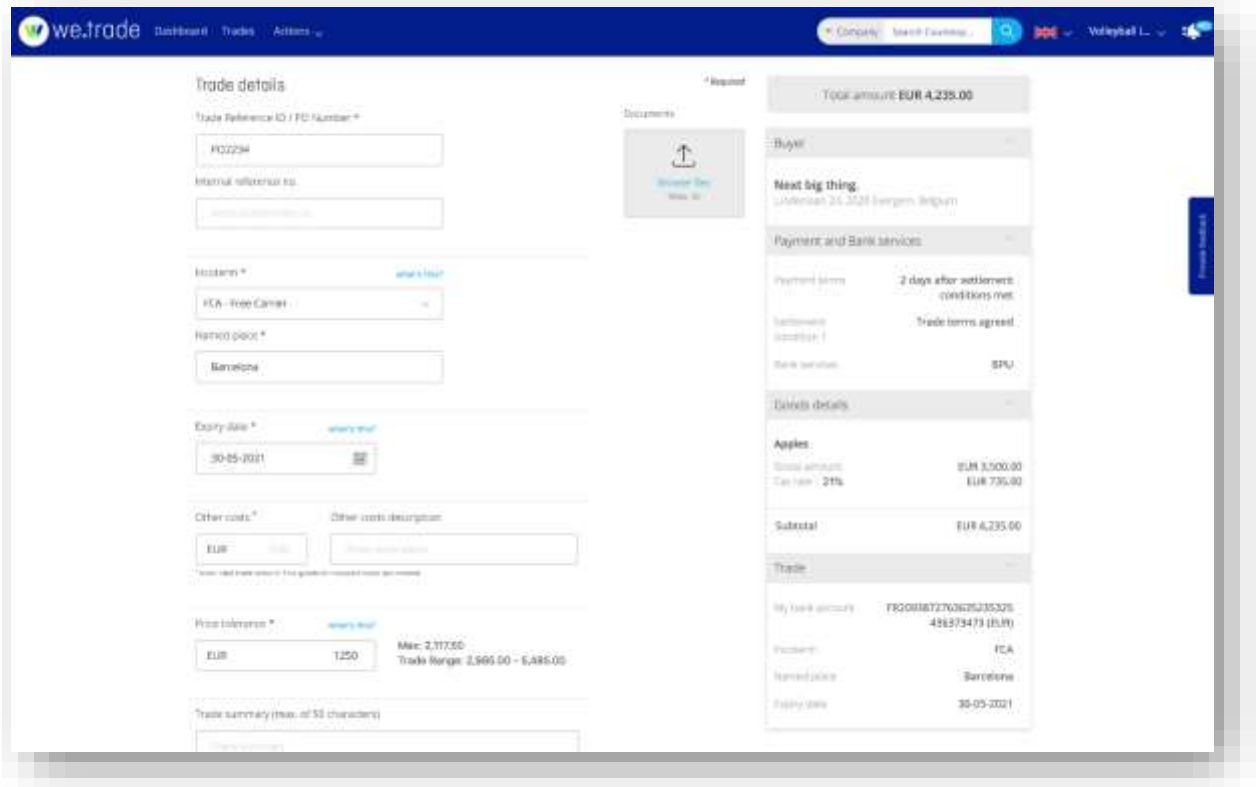 we.trade Dashboard Trades Actions
Company
Volleyball I...
Trade details
* Required
Trade Reference ID / PO Number *
PO2234
Internal reference no.
Documents
Browse files
Incoterm * what's this?
FCA - Free Carrier
Named place *
Barcelona
Expiry date * what's this?
30-05-2021
Other costs * Other costs description
EUR
Price tolerance * what's this?
EUR 1250
Max: 2,117.50
Trade Range: 2,985.00 - 5,485.00
Trade summary (max. of 50 characters)
Total amount EUR 4,235.00
Buyer
Next big thing
Belgium
Payment and Bank services
Payment terms 2 days after settlement
conditions met
Settlement Trade terms agreed
condition 1
Bank services BPU
Goods details
Apples
Gross amount EUR 3,500.00
Tax rate 21% EUR 735.00
Subtotal EUR 4,235.00
Trade
My bank account
(EUR)
Incoterm FCA
Named place Barcelona
Expiry date 30-05-2021
Provide feedback